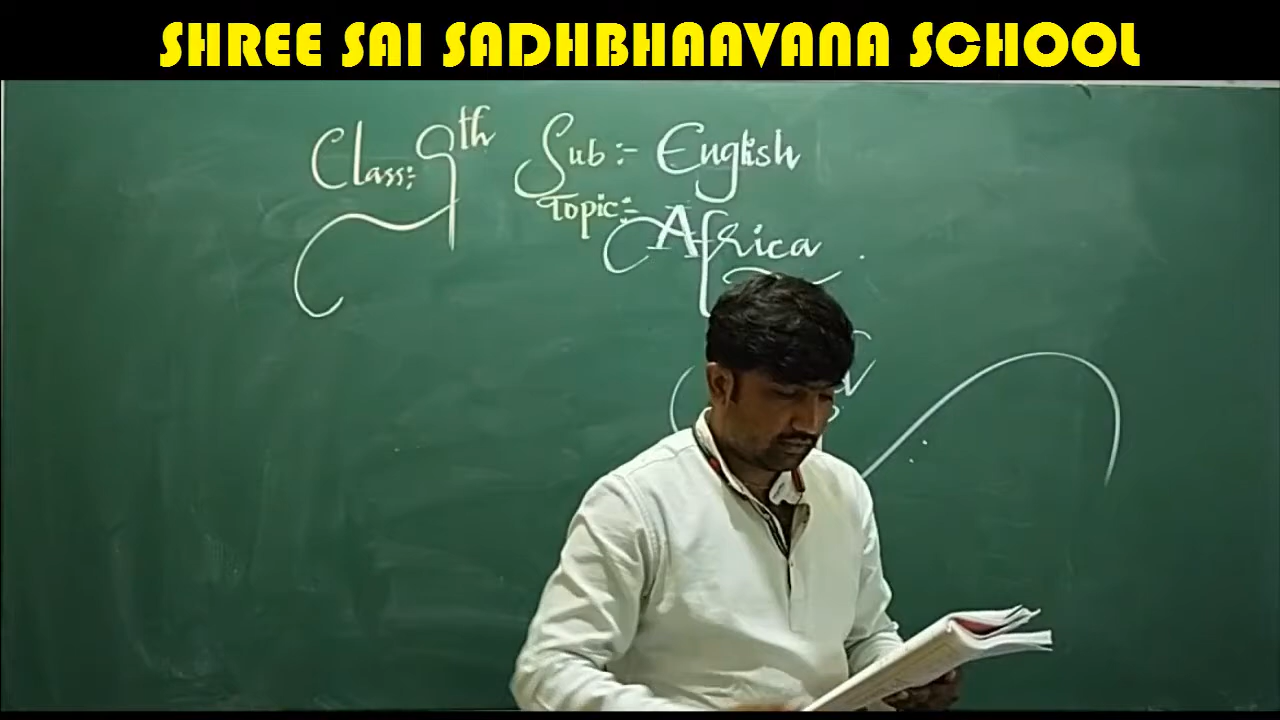 SHREE SAI SADHBHAAVANA SCHOOL
Class:- 9th Sub:- English
Topic:- Africa